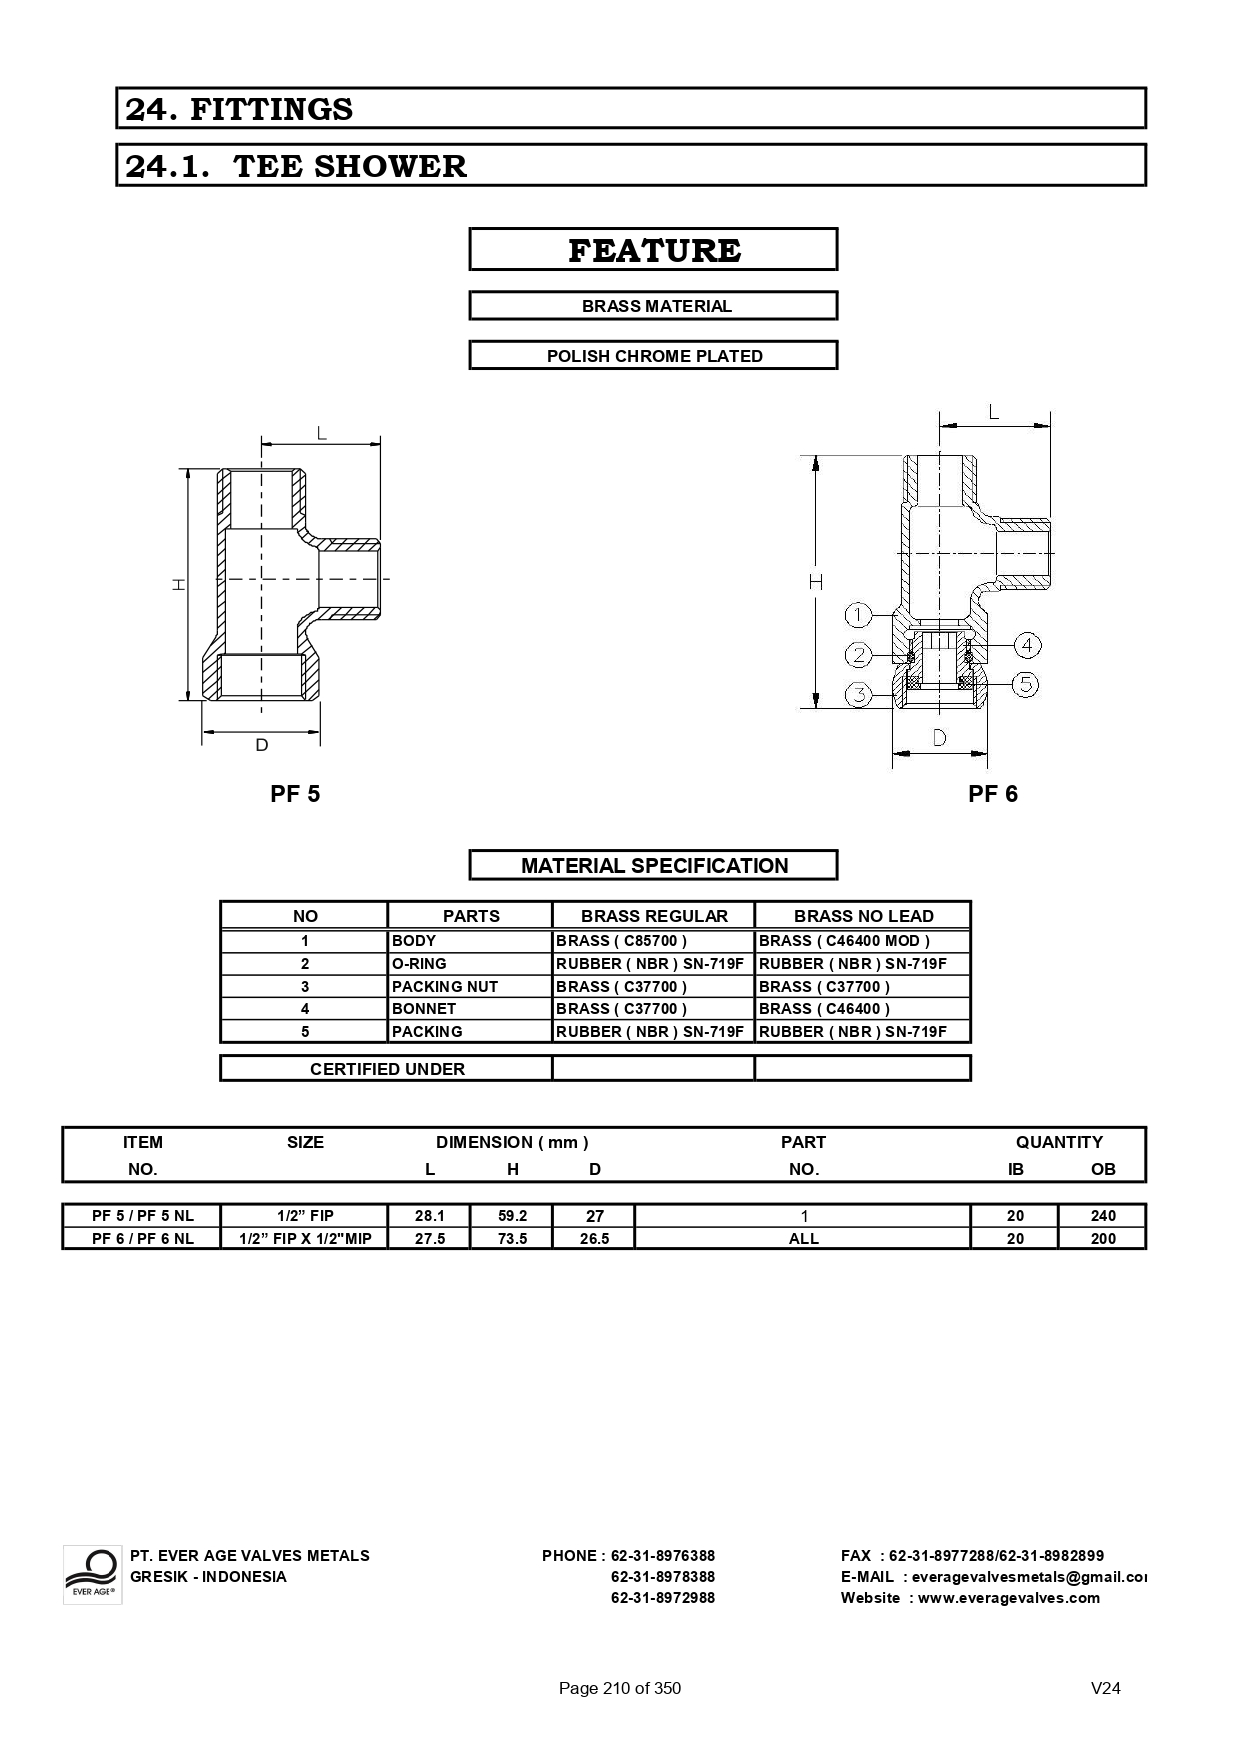 24. FITTINGS
24.1. TEE SHOWER
FEATURE
BRASS MATERIAL
POLISH CHROME PLATED
L
H
D
PF 5
L
H
1
2
3
4
5
D
PF 6
MATERIAL SPECIFICATION
NO PARTS BRASS REGULAR BRASS NO LEAD
1 BODY BRASS ( C85700 ) BRASS ( C46400 MOD )
2 O-RING RUBBER ( NBR ) SN-719F RUBBER ( NBR ) SN-719F
3 PACKING NUT BRASS ( C37700 ) BRASS ( C37700 )
4 BONNET BRASS ( C37700 ) BRASS ( C46400 )
5 PACKING RUBBER ( NBR ) SN-719F RUBBER ( NBR ) SN-719F
CERTIFIED UNDER
ITEM SIZE DIMENSION ( mm ) PART QUANTITY
NO. L H D NO. IB OB
PF 5 / PF 5 NL 1/2” FIP 28.1 59.2 27 1 20 240
PF 6 / PF 6 NL 1/2” FIP X 1/2"MIP 27.5 73.5 26.5 ALL 20 200
EVER AGE®
PT. EVER AGE VALVES METALS PHONE : 62-31-8976388 FAX : 62-31-8977288/62-31-8982899
GRESIK - INDONESIA 62-31-8978388 E-MAIL : everagevalvesmetals@gmail.co
62-31-8972988 Website : www.everagevalves.com
Page 210 of 350 V24